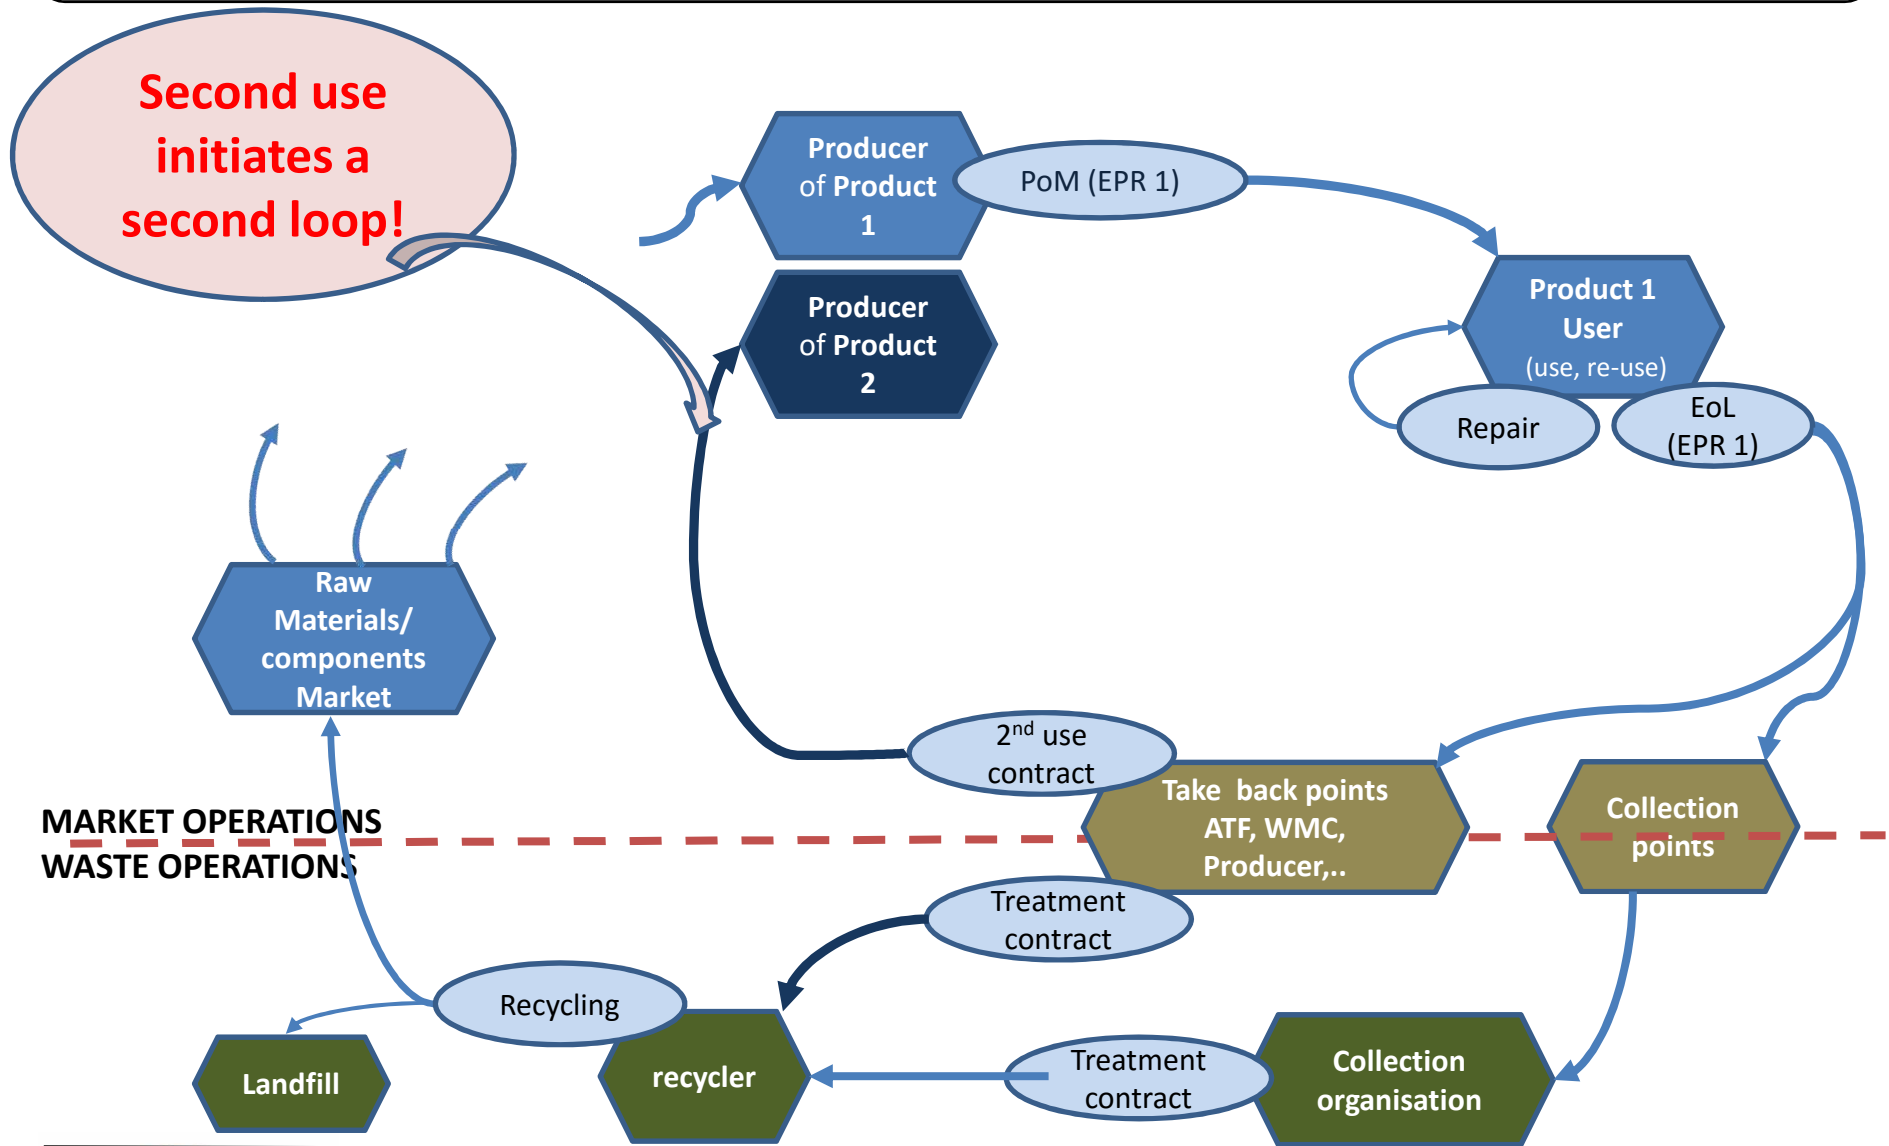 Second use
initiates a
second loop!
Producer
of Product
1
PoM (EPR 1)
Producer
of Product
2
Product 1
User
(use, re-use)
Repair
EoL
(EPR 1)
Raw
Materials/
components
Market
2nd use
contract
Take back points
ATF, WMC,
Producer,..
Collection
points
MARKET OPERATIONS
WASTE OPERATIONS
Treatment
contract
Recycling
Landfill
recycler
Treatment
contract
Collection
organisation